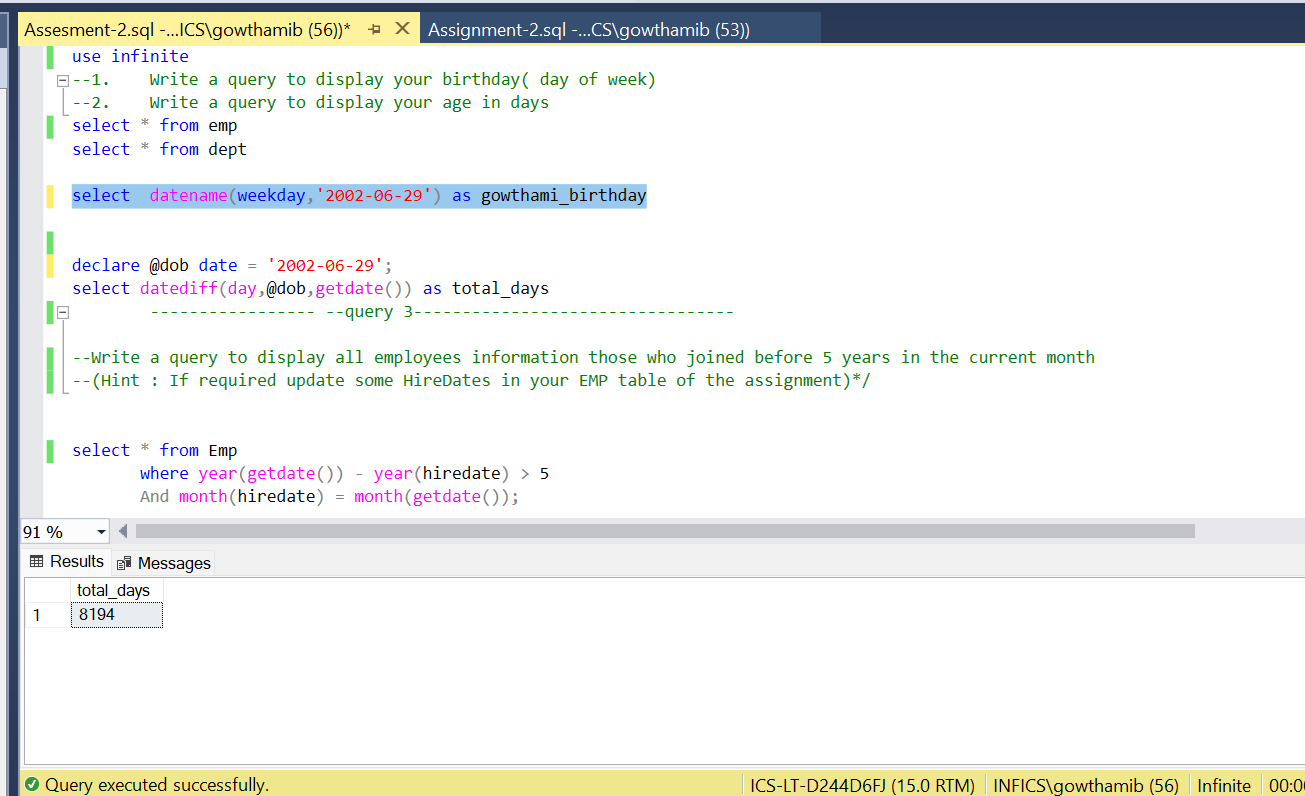 Assesment-2.sql -...ICS\gowthamib (56))* Assignment-2.sql -...CS\gowthamib (53))
use infinite
--1. Write a query to display your birthday( day of week)
--2. Write a query to display your age in days
select * from emp
select * from dept
select datename(weekday,'2002-06-29') as gowthami_birthday
declare @dob date = '2002-06-29';
select datediff(day,@dob,getdate()) as total_days
----------------- --query 3---------------------------------
--Write a query to display all employees information those who joined before 5 years in the current month
--(Hint : If required update some HireDates in your EMP table of the assignment)*/
select * from Emp
where year(getdate()) - year(hiredate) > 5
And month(hiredate) = month(getdate());
91 %
Results Messages
total_days
1 8194
Query executed successfully. ICS-LT-D244D6FJ (15.0 RTM) INFICS\gowthamib (56) Infinite 00:0